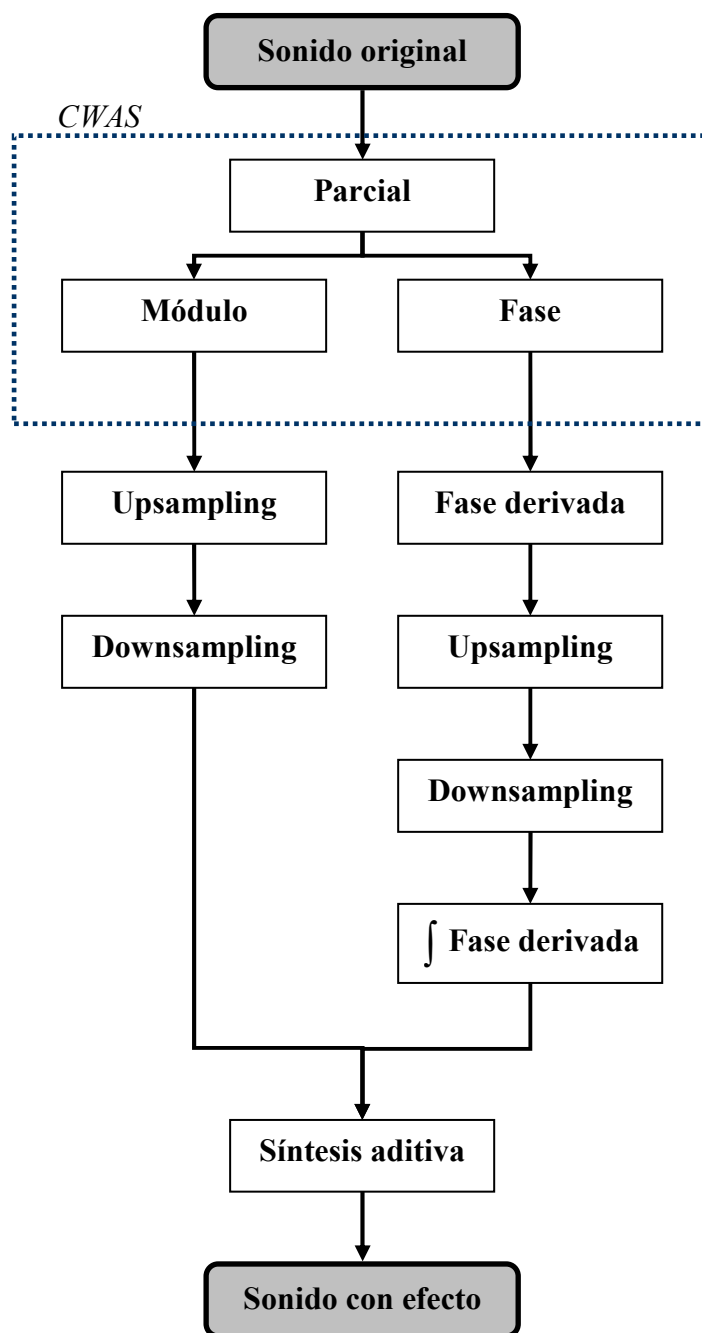 Sonido original
CWAS
Parcial
Módulo
Fase
Upsampling
Fase derivada
Downsampling
Upsampling
Downsampling
∫ Fase derivada
Síntesis aditiva
Sonido con efecto